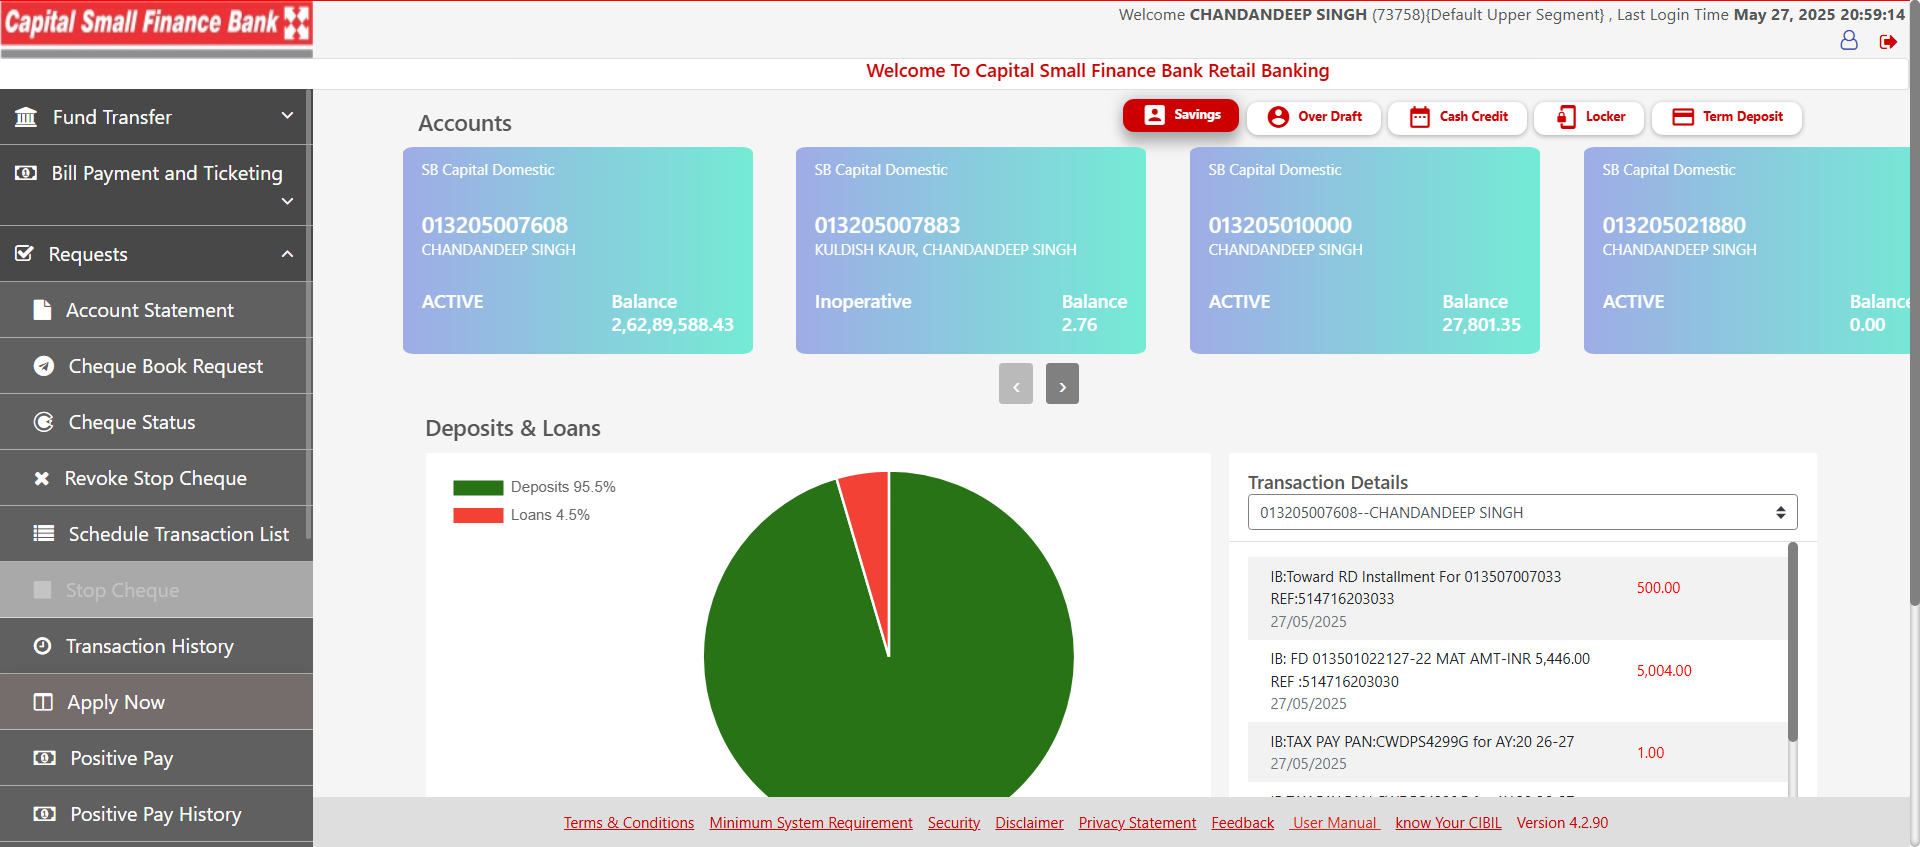 Capital Small Finance Bank
Welcome CHANDANDEEP SINGH (73758){Default Upper Segment} , Last Login Time May 27, 2025 20:59:14
Welcome To Capital Small Finance Bank Retail Banking
Fund Transfer
Bill Payment and Ticketing
Requests
Account Statement
Cheque Book Request
Cheque Status
Revoke Stop Cheque
Schedule Transaction List
Stop Cheque
Transaction History
Apply Now
Positive Pay
Positive Pay History
Accounts
Savings
Over Draft
Cash Credit
Locker
Term Deposit
SB Capital Domestic
013205007608
CHANDANDEEP SINGH
ACTIVE
Balance
2,62,89,588.43
SB Capital Domestic
013205007883
KULDISH KAUR, CHANDANDEEP SINGH
Inoperative
Balance
2.76
SB Capital Domestic
013205010000
CHANDANDEEP SINGH
ACTIVE
Balance
27,801.35
SB Capital Domestic
013205021880
CHANDANDEEP SINGH
ACTIVE
Balance
0.00
Deposits & Loans
Deposits 95.5%
Loans 4.5%
Transaction Details
013205007608--CHANDANDEEP SINGH
IB:Toward RD Installment For 013507007033
REF:514716203033
27/05/2025
500.00
IB: FD 013501022127-22 MAT AMT-INR 5,446.00
REF :514716203030
27/05/2025
5,004.00
IB:TAX PAY PAN:CWDPS4299G for AY:20 26-27
27/05/2025
1.00
Terms & Conditions Minimum System Requirement Security Disclaimer Privacy Statement Feedback User Manual know Your CIBIL Version 4.2.90